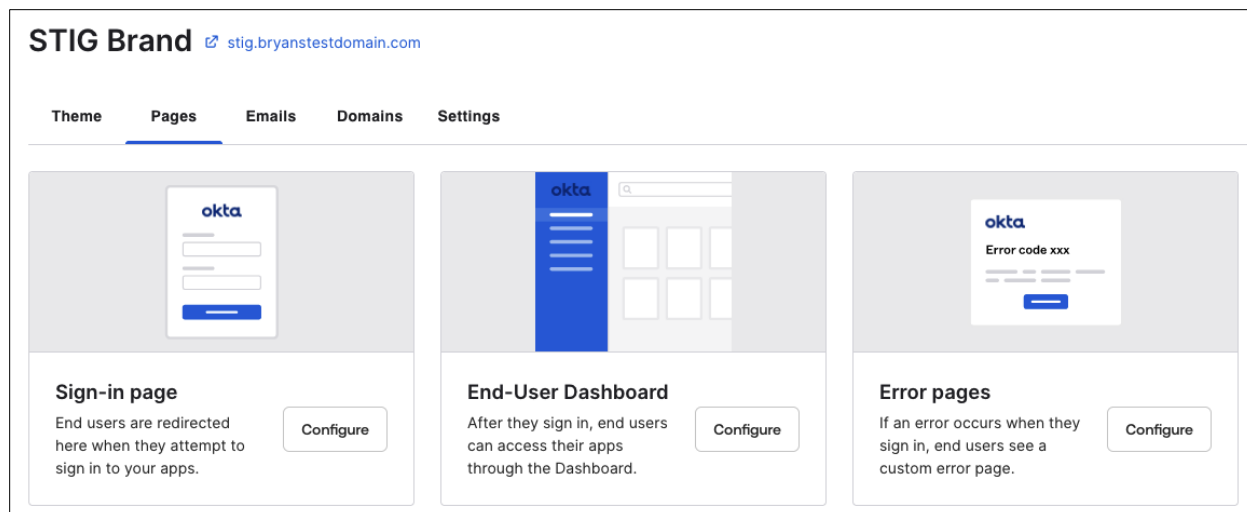 STIG Brand stig.bryanstestdomain.com
Theme Pages Emails Domains Settings
okta
Sign-in page
End users are redirected
here when they attempt to
sign in to your apps.
Configure
okta
End-User Dashboard
After they sign in, end users
can access their apps
through the Dashboard.
Configure
okta
Error code xxx
Error pages
If an error occurs when they
sign in, end users see a
custom error page.
Configure